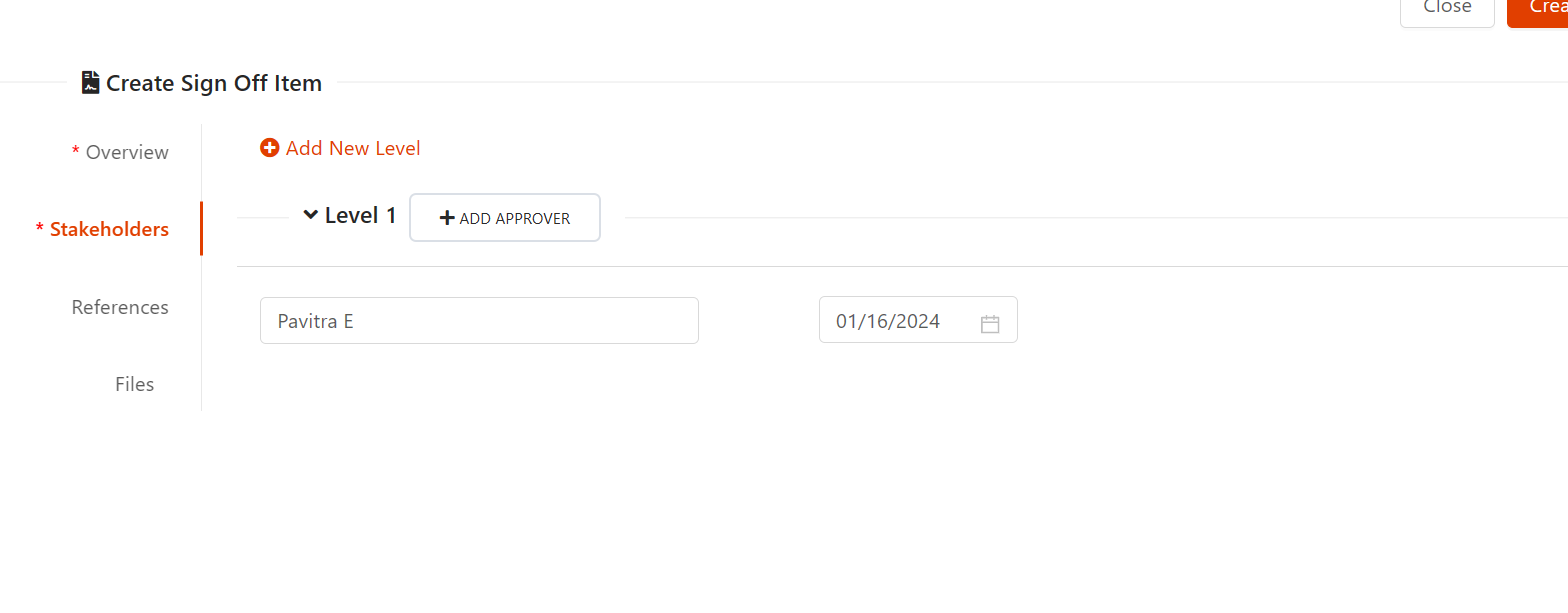 Close
Create Sign Off Item
* Overview
Add New Level
Level 1
ADD APPROVER
* Stakeholders
References
Pavitra E
01/16/2024
Files